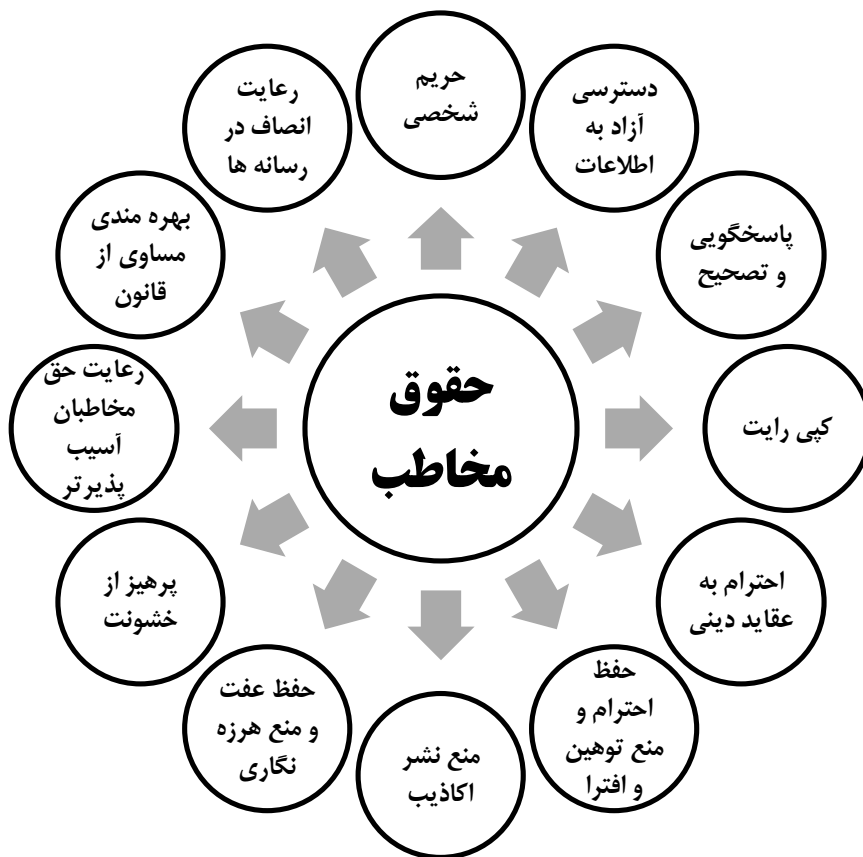 حقوق
مخاطب
حریم
شخصی
دسترسی
آزاد به
اطلاعات
پاسخگویی
و تصحیح
کپی رایت
احترام به
عقاید دینی
حفظ
احترام و
منع توهین
و افترا
منع نشر
اکاذیب
حفظ عفت
و منع هرزه
نگاری
پرهیز از
خشونت
رعایت حق
مخاطبان
آسیب
پذیرتر
بهره مندی
مساوی از
قانون
رعایت
انصاف در
رسانه ها